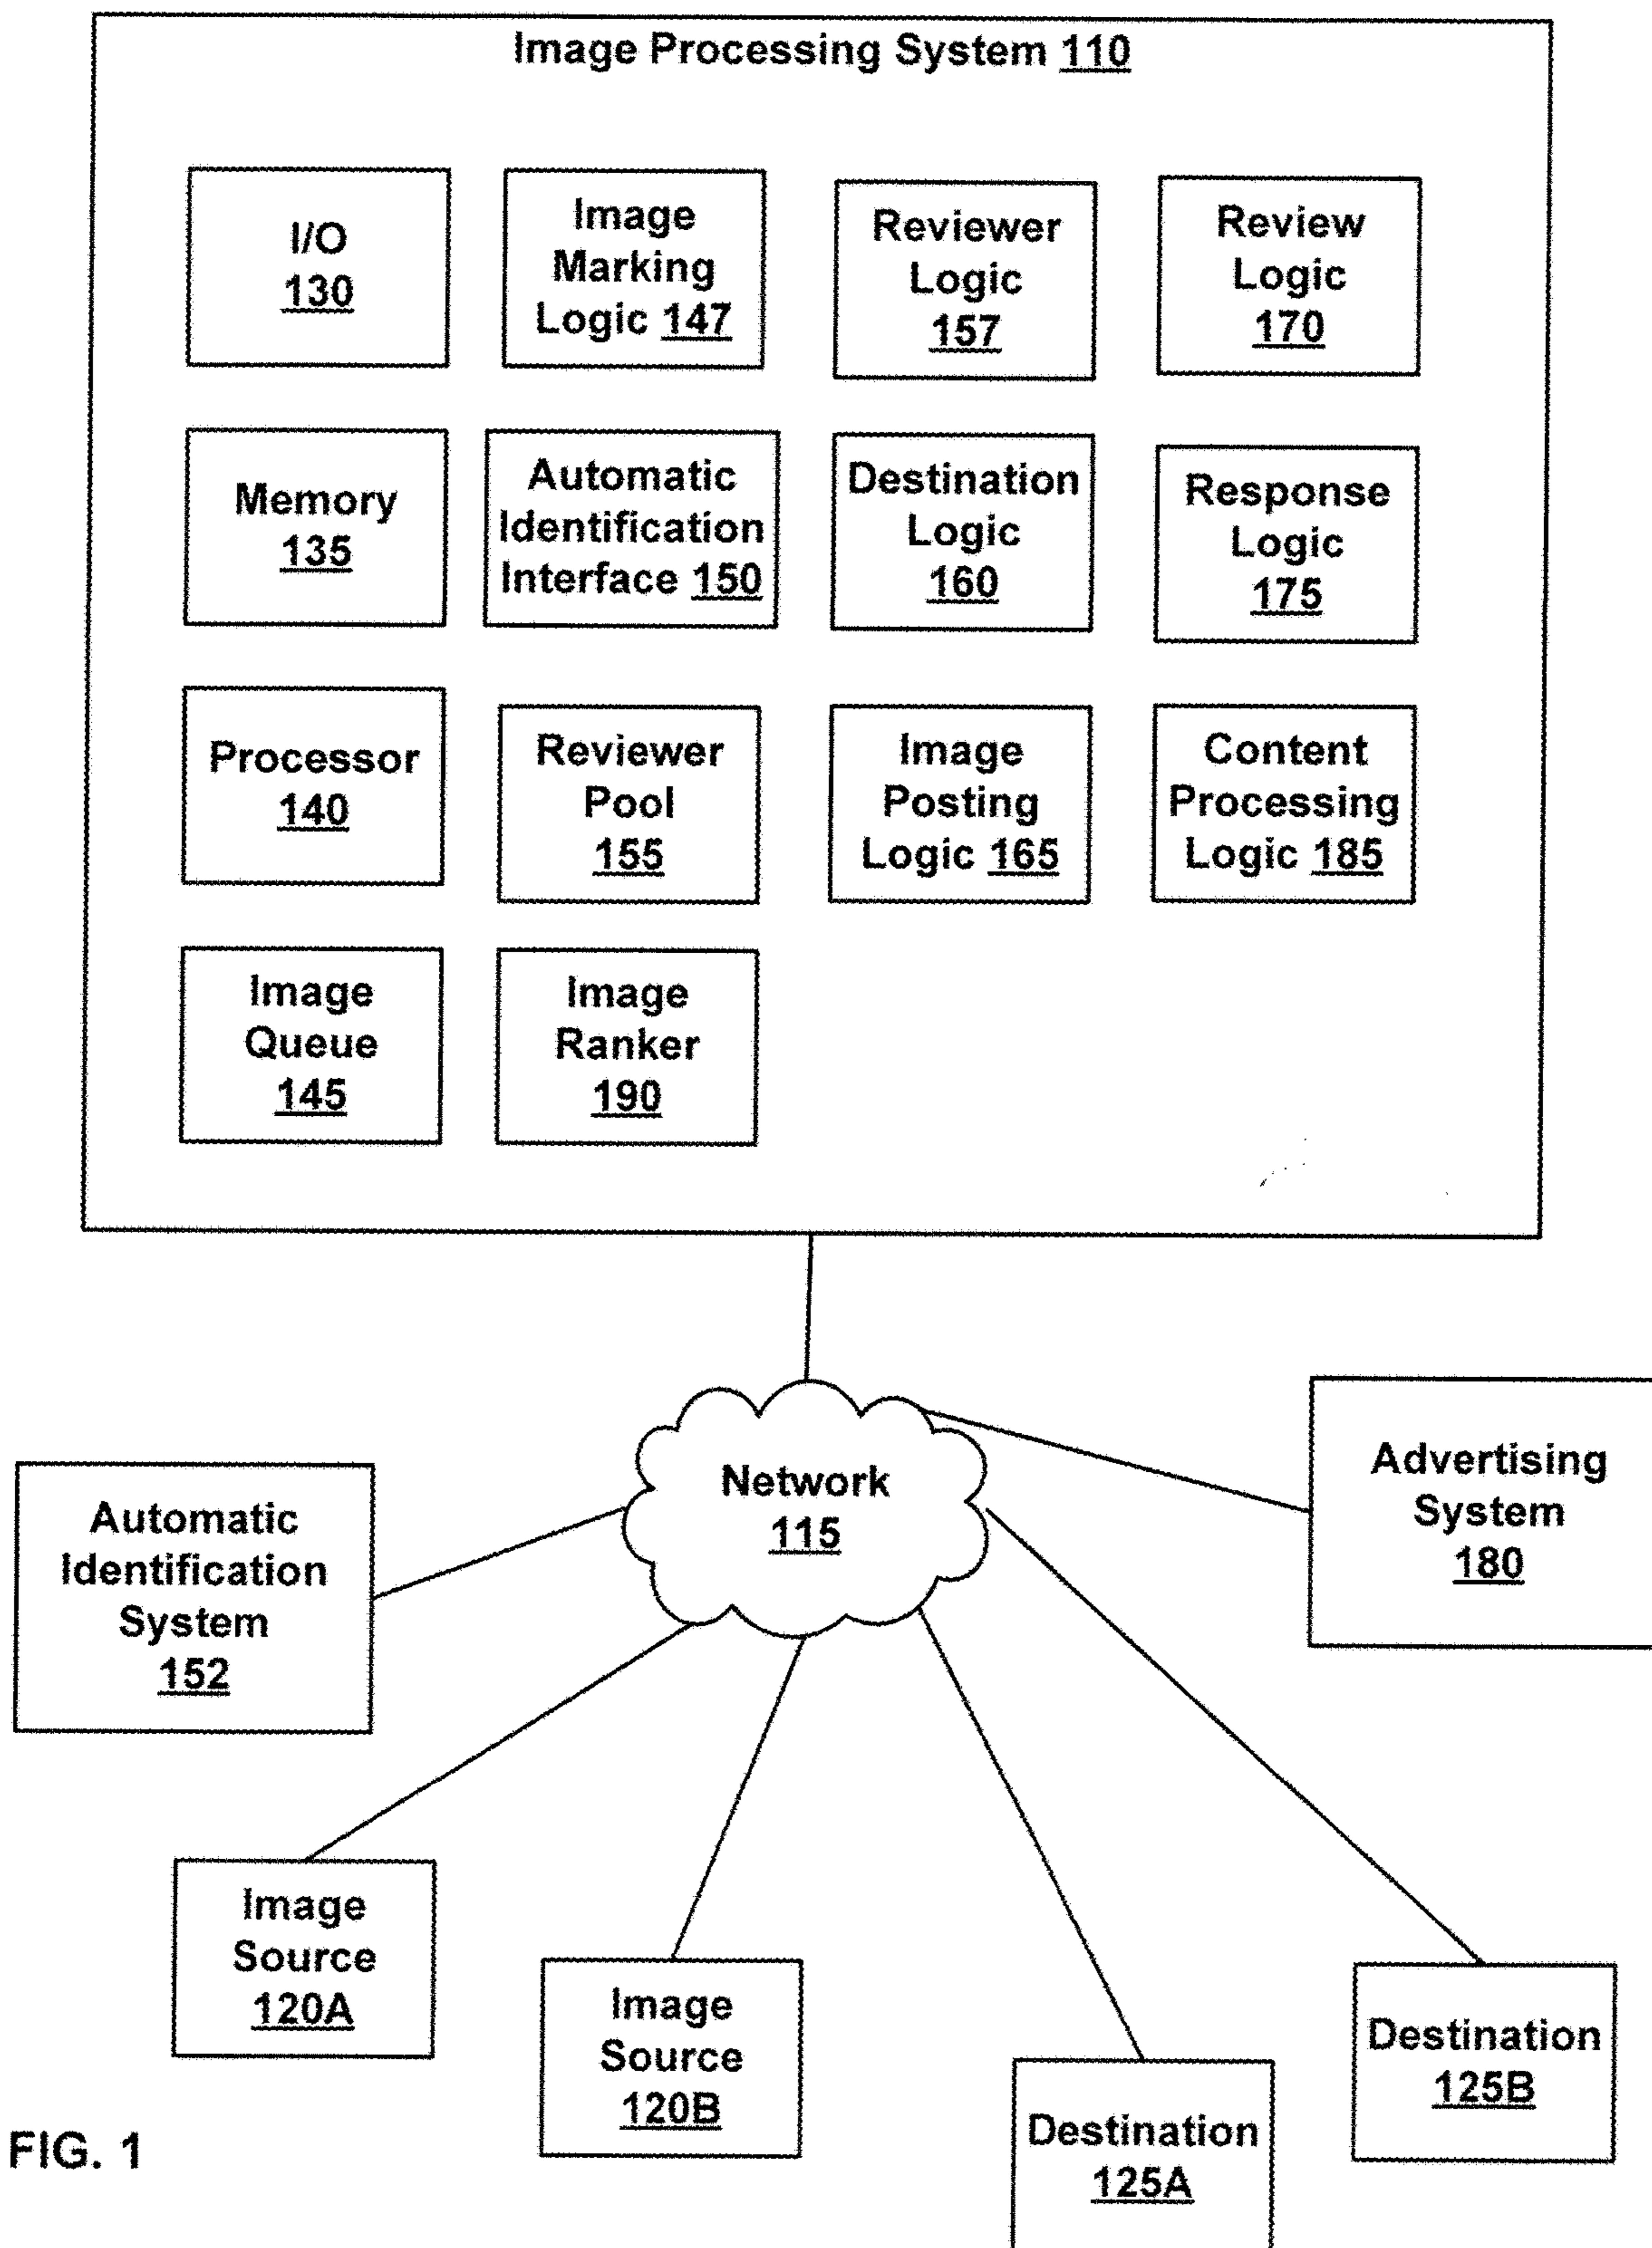 Image Processing System 110
I/O
130
Image
Marking
Logic 147
Reviewer
Logic
157
Review
Logic
170
Memory
135
Automatic
Identification
Interface 150
Destination
Logic
160
Response
Logic
175
Processor
140
Reviewer
Pool
155
Image
Posting
Logic 165
Content
Processing
Logic 185
Image
Queue
145
Image
Ranker
190
Network
115
Advertising
System
180
Automatic
Identification
System
152
Image
Source
120A
Image
Source
120B
Destination
125A
Destination
125B
FIG. 1